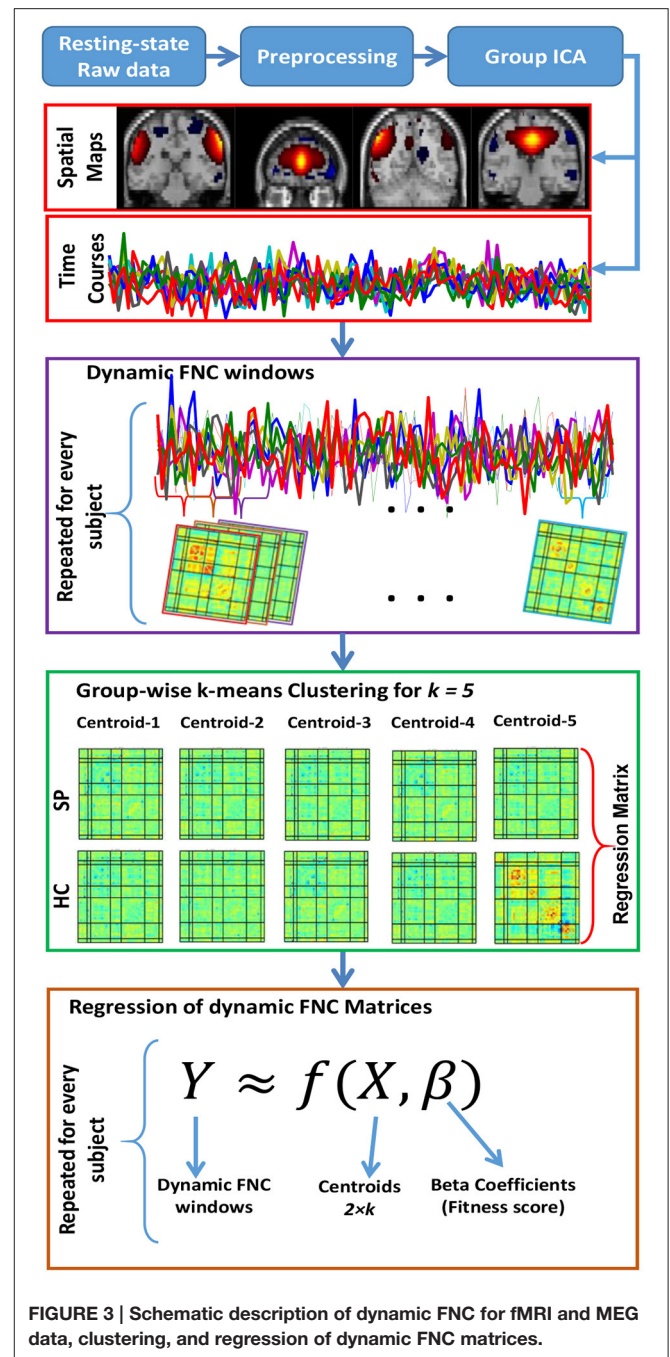 Resting-state
Raw data
Preprocessing
Group ICA
Spatial
Maps
Time
Courses
Dynamic FNC windows
Repeated for every
subject
. . .
. . .
Group-wise k-means Clustering for k = 5
Centroid-1 Centroid-2 Centroid-3 Centroid-4 Centroid-5
SP
HC
Regression Matrix
Regression of dynamic FNC Matrices
Repeated for every
subject
Y ≈ f(X, β)
Dynamic FNC
windows
Centroids
2×k
Beta Coefficients
(Fitness score)
FIGURE 3 | Schematic description of dynamic FNC for fMRI and MEG
data, clustering, and regression of dynamic FNC matrices.